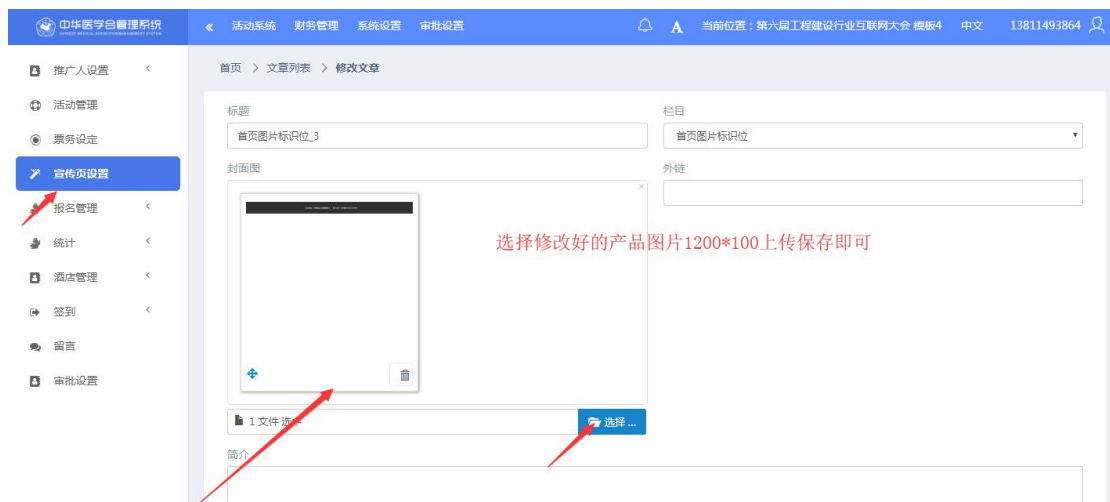 中华医学会管理系统
« 活动系统 财务管理 系统设置 审批设置
A 当前位置：第六届工程建设行业互联网大会 模板4 中文 13811493864
推广人设置
活动管理
票务设定
宣传页设置
报名管理
统计
酒店管理
签到
留言
审批设置
首页 > 文章列表 > 修改文章
标题
首页图片标识位_3
栏目
首页图片标识位
封面图
外链
选择修改好的产品图片1200*100上传保存即可
1 文件
选择 ...
简介